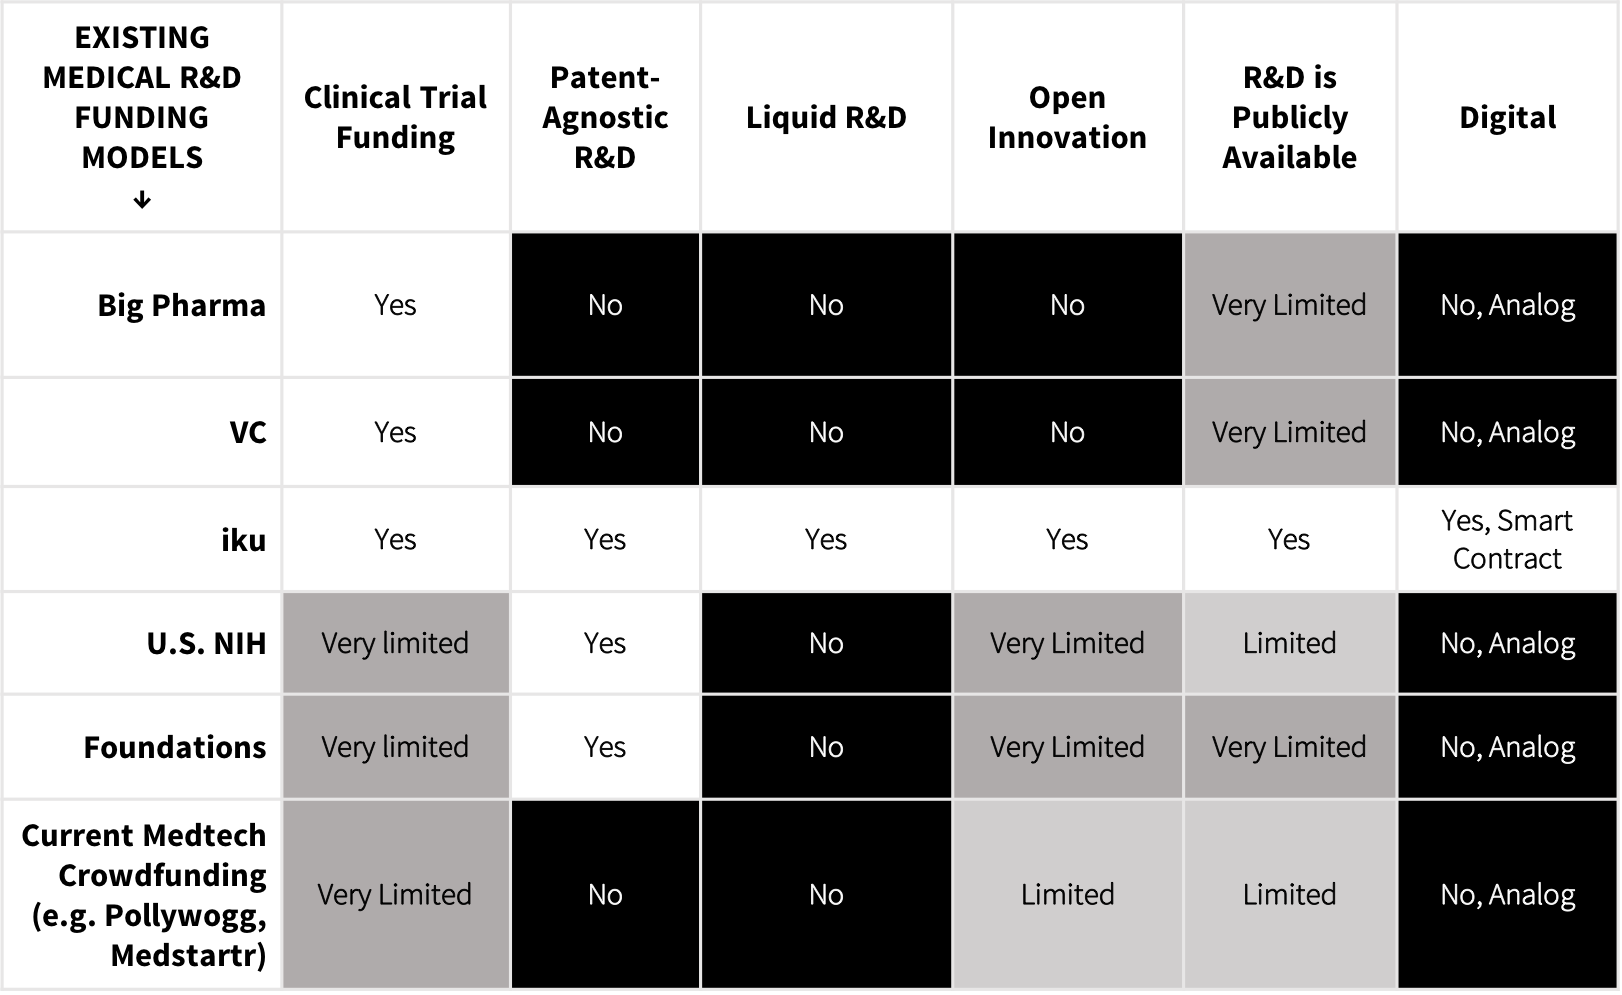 EXISTING
MEDICAL R&D
FUNDING
MODELS
↓
Clinical Trial
Funding
Patent-
Agnostic
R&D
Liquid R&D
Open
Innovation
R&D is
Publicly
Available
Digital
Big Pharma
Yes
No
No
No
Very Limited
No, Analog
VC
Yes
No
No
No
Very Limited
No, Analog
iku
Yes
Yes
Yes
Yes
Yes
Yes, Smart
Contract
U.S. NIH
Very limited
Yes
No
Very Limited
Limited
No, Analog
Foundations
Very limited
Yes
No
Very Limited
Very Limited
No, Analog
Current Medtech
Crowdfunding
(e.g. Pollywogg,
Medstartr)
Very Limited
No
No
Limited
Limited
No, Analog